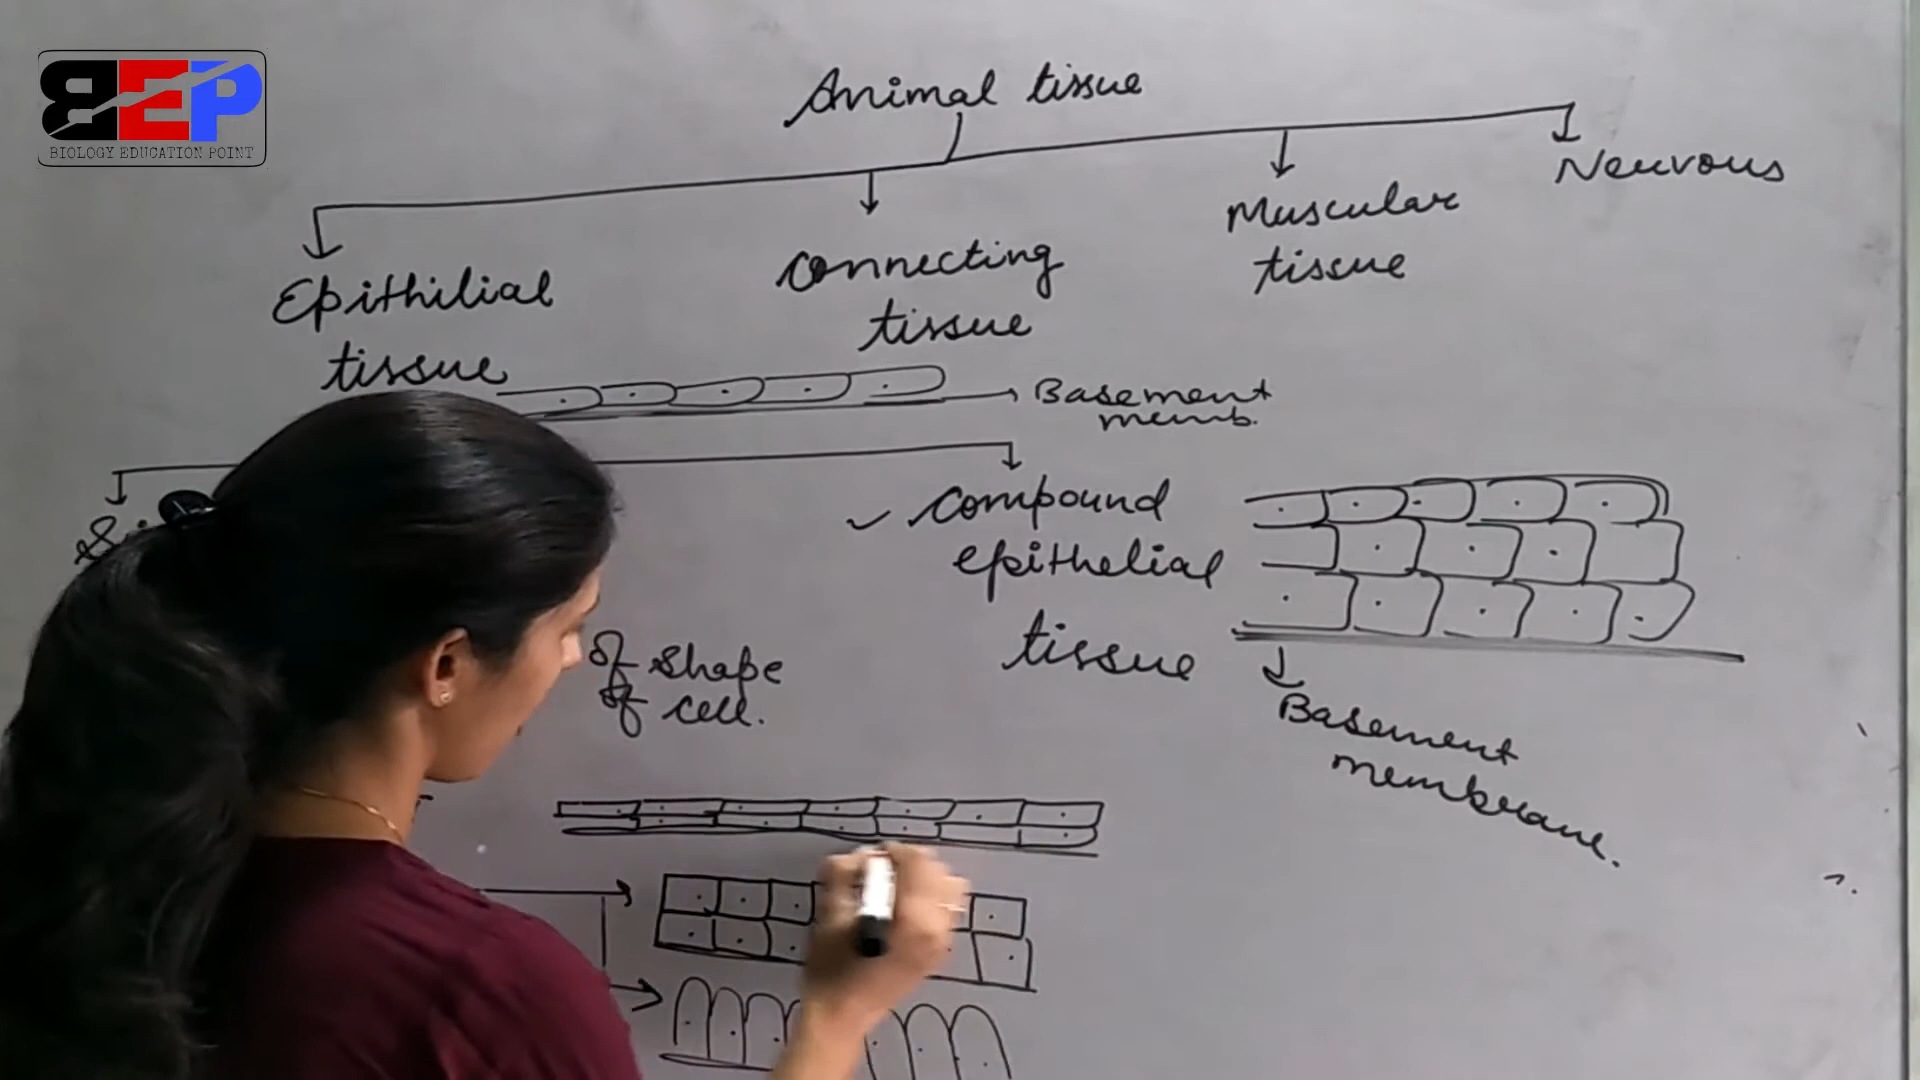 BEP
BIOLOGY EDUCATION POINT
Animal tissue
Epithilial
tissue
Connecting
tissue
Muscular
tissue
Neuvous
Basement
memb.
Compound
epithelial
tissue
of shape
of cell.
Basement
membrane.